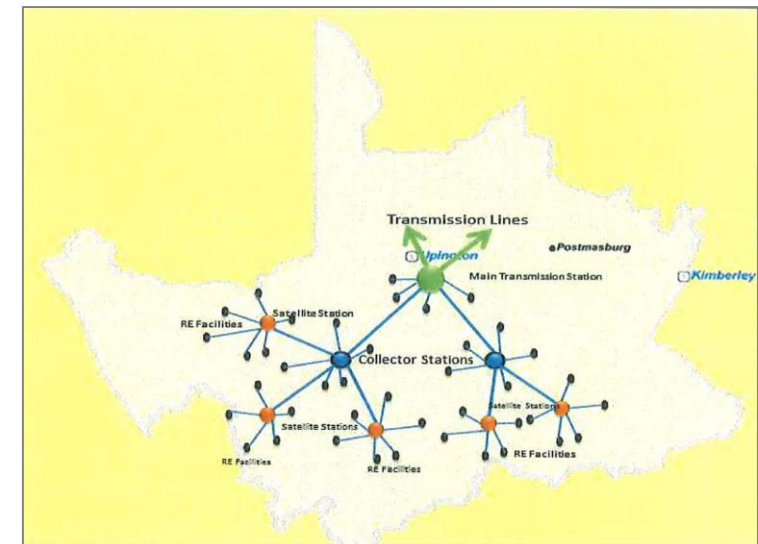 Transmission Lines
Upington
Postmasburg
Main Transmission Station
Kimberley
Satellite Station
RE Facilities
Collector Stations
Satellite Stations
Satellite Stations
RE Facilities
RE Facilities
RE Facilities